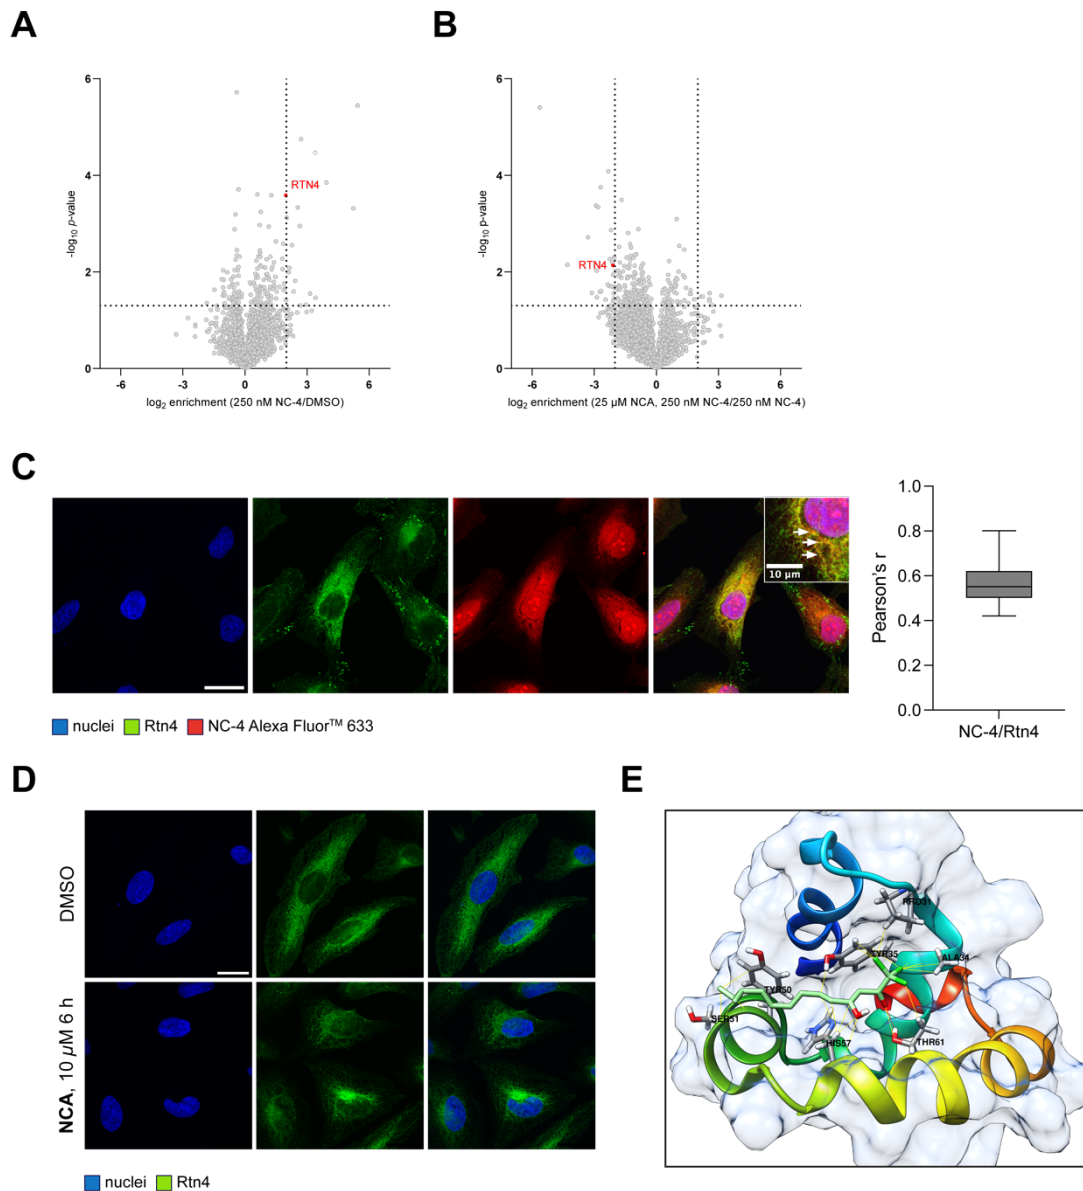 A
B
6
4
2
0
-log10 p-value
RTN4
-6
-3
0
3
6
log2 enrichment (250 nM NC-4/DMSO)
6
4
2
0
-log10 p-value
RTN4
-6
-3
0
3
6
log2 enrichment (25 µM NCA, 250 nM NC-4/250 nM NC-4)
C
10 µm
nuclei
Rtn4
NC-4 Alexa Fluor™ 633
1.0
0.8
0.6
0.4
0.2
0.0
Pearson's r
NC-4/Rtn4
D
DMSO
NCA, 10 µM 6 h
nuclei
Rtn4
E
PRO31
TYR35
ALA34
TYR50
SER51
HIS57
THR61